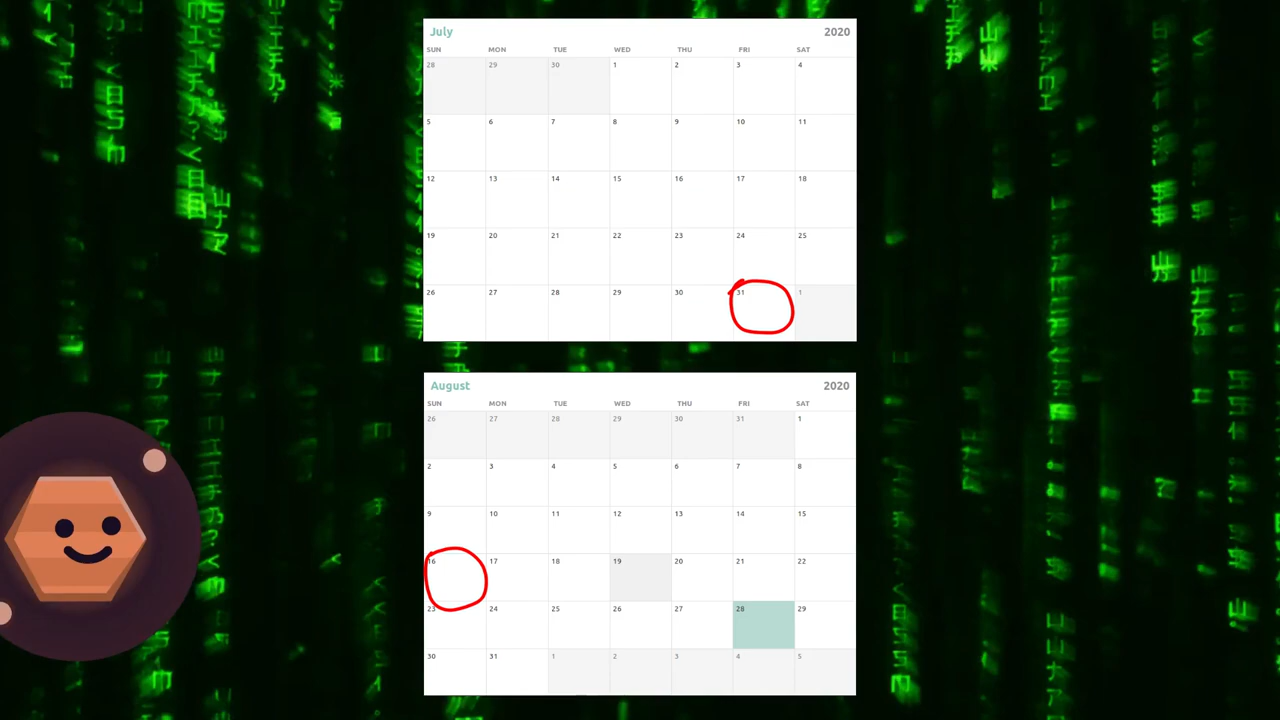 July 2020
SUN MON TUE WED THU FRI SAT
28 29 30 1 2 3 4
5 6 7 8 9 10 11
12 13 14 15 16 17 18
19 20 21 22 23 24 25
26 27 28 29 30 31 1
August 2020
SUN MON TUE WED THU FRI SAT
26 27 28 29 30 31 1
2 3 4 5 6 7 8
9 10 11 12 13 14 15
16 17 18 19 20 21 22
23 24 25 26 27 28 29
30 31 1 2 3 4 5